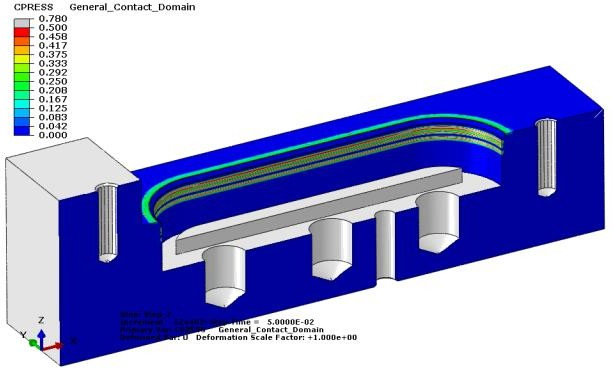 CPRESS General_Contact_Domain
0.780
0.500
0.458
0.417
0.375
0.333
0.292
0.250
0.208
0.167
0.125
0.083
0.042
0.000
Z
Y
X
Increment Time = 5.0000E-02
General_Contact_Domain
U Deformation Scale Factor: +1.000e+00